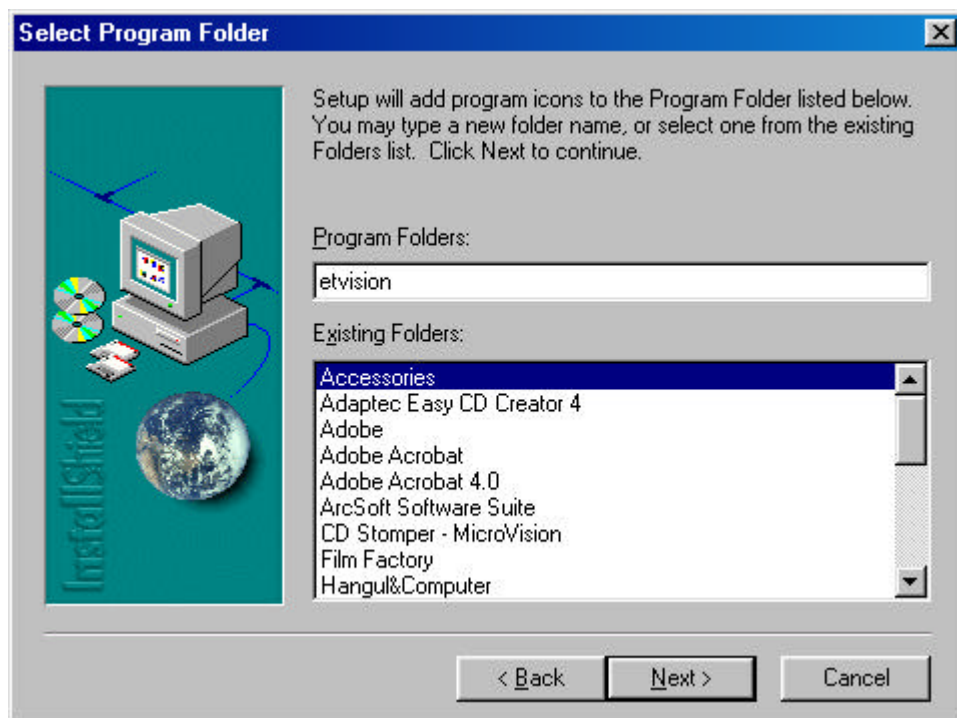 Select Program Folder
Setup will add program icons to the Program Folder listed below.
You may type a new folder name, or select one from the existing
Folders list. Click Next to continue.
Program Folders:
etvision
Existing Folders:
Accessories
Adaptec Easy CD Creator 4
Adobe
Adobe Acrobat
Adobe Acrobat 4.0
ArcSoft Software Suite
CD Stomper - MicroVision
Film Factory
Hangul&Computer
InstallShield
< Back
Next >
Cancel